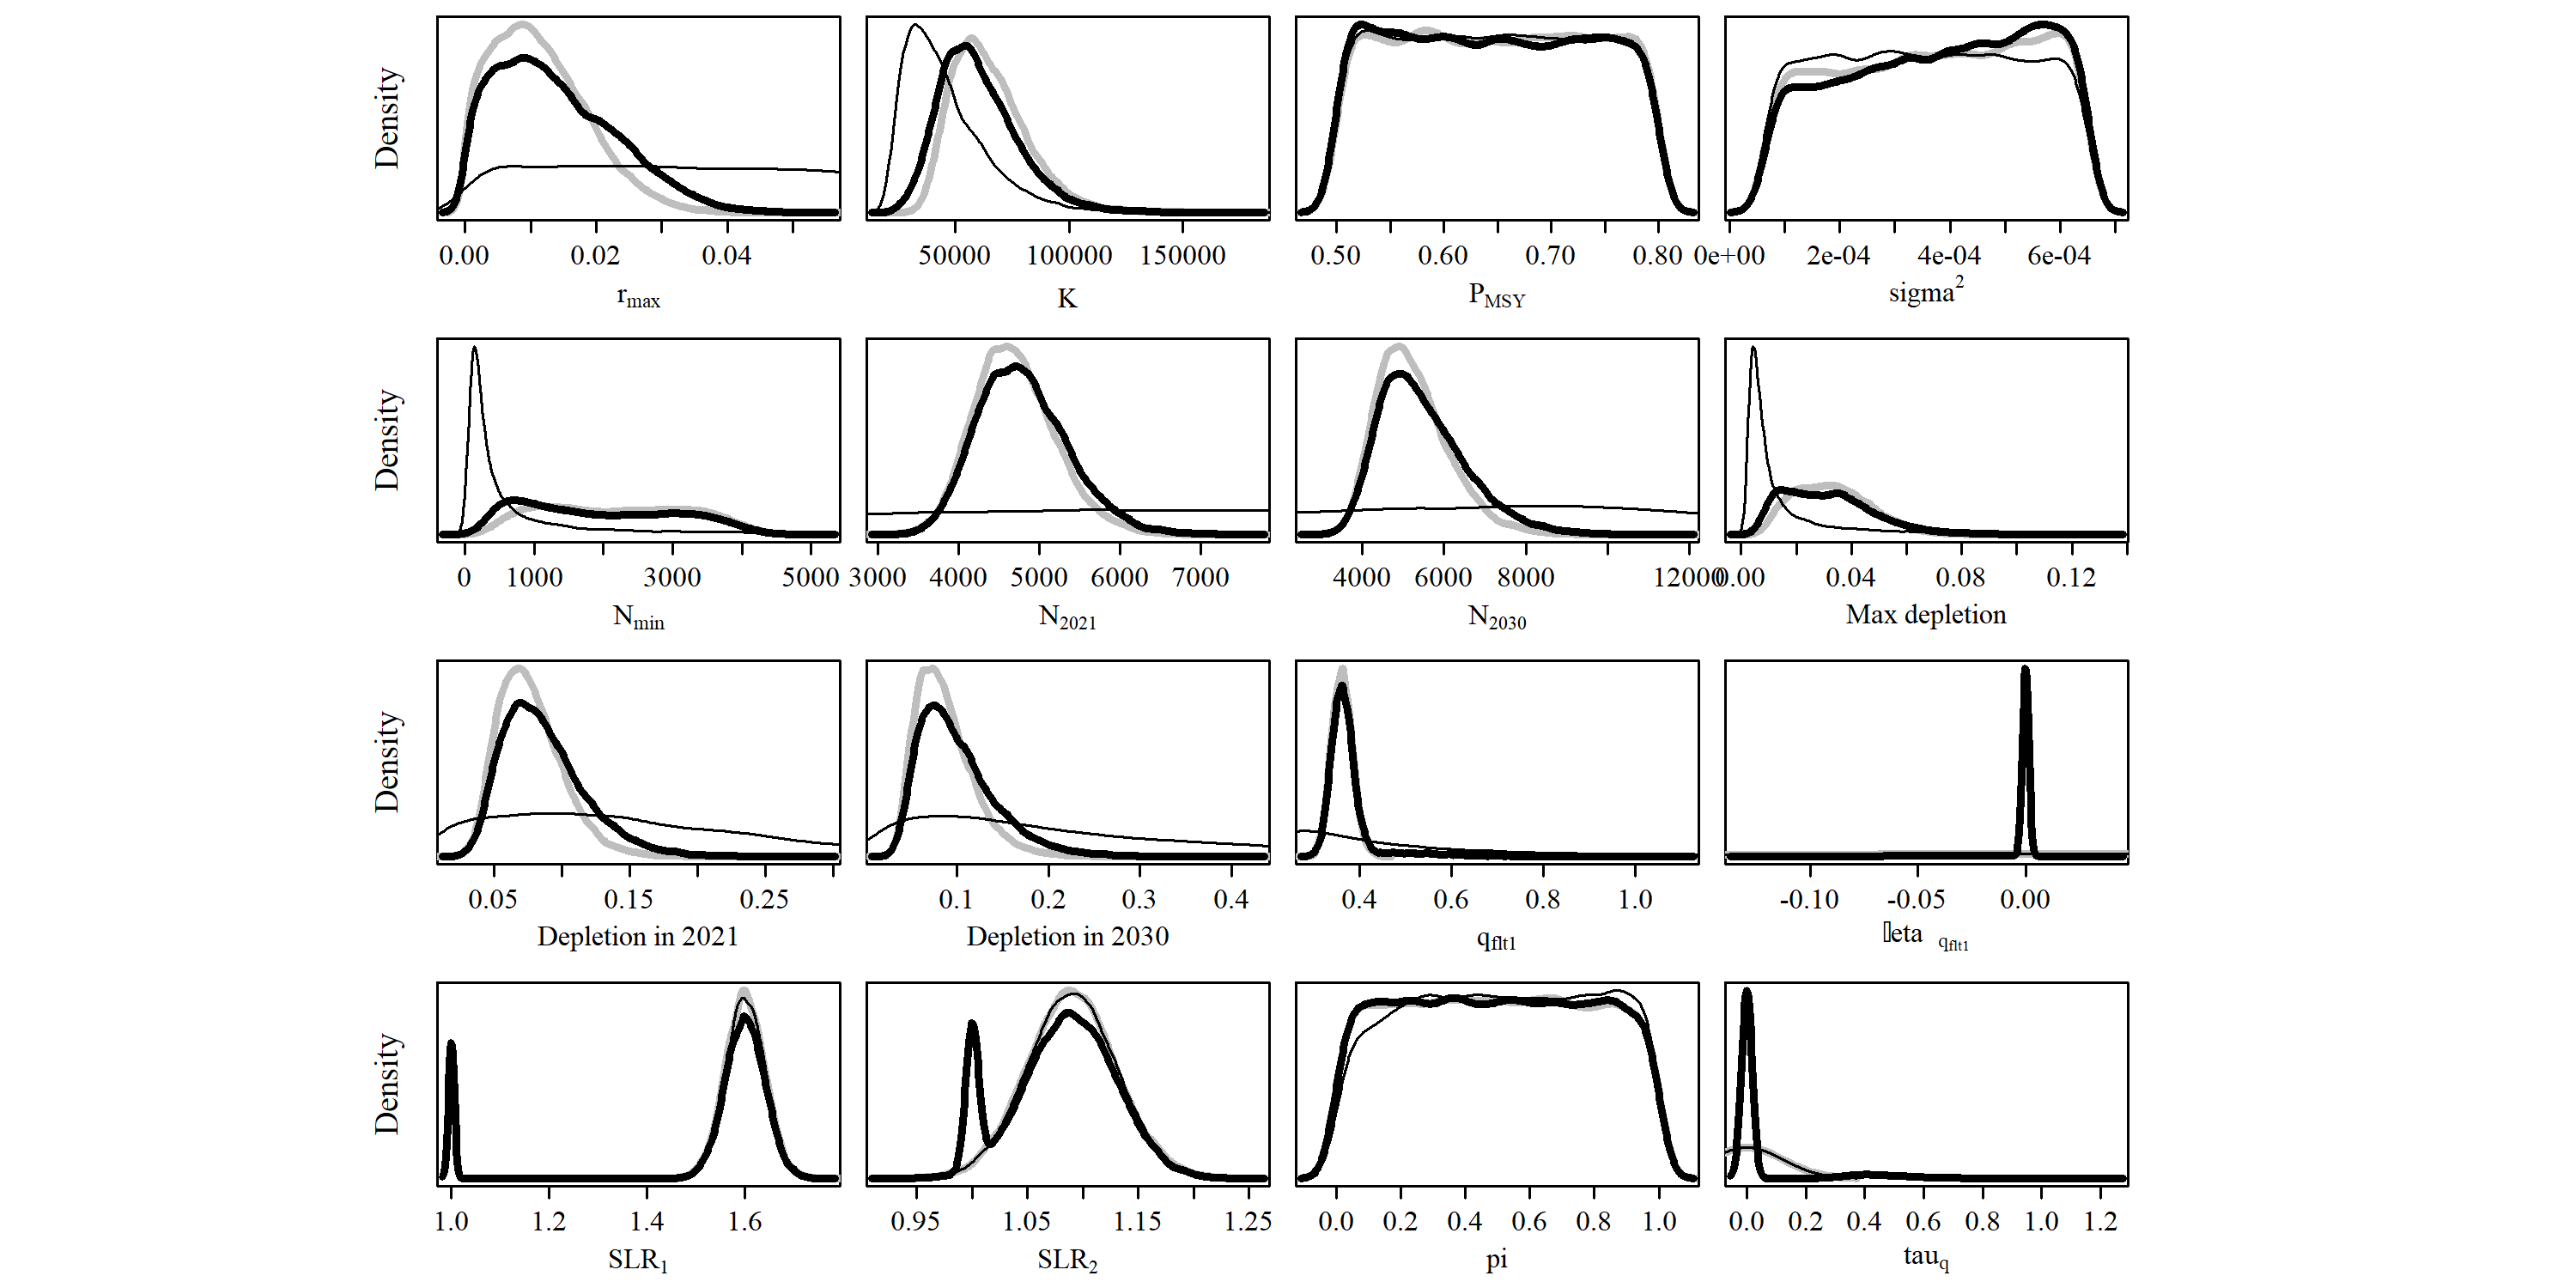 Density
0.00 0.02 0.04
r max
50000 100000 150000
K
0.50 0.60 0.70 0.80
P MSY
0e+00 2e-04 4e-04 6e-04
sigma 2
Density
0 1000 3000 5000
N min
3000 4000 5000 6000 7000
N 2021
4000 6000 8000 12000
N 2030
0.00 0.04 0.08 0.12
Max depletion
Density
0.05 0.15 0.25
Depletion in 2021
0.1 0.2 0.3 0.4
Depletion in 2030
0.4 0.6 0.8 1.0
q flt1
-0.10 -0.05 0.00
eta q flt1
Density
1.0 1.2 1.4 1.6
SLR 1
0.95 1.05 1.15 1.25
SLR 2
0.0 0.2 0.4 0.6 0.8 1.0
pi
0.0 0.2 0.4 0.6 0.8 1.0 1.2
tau q